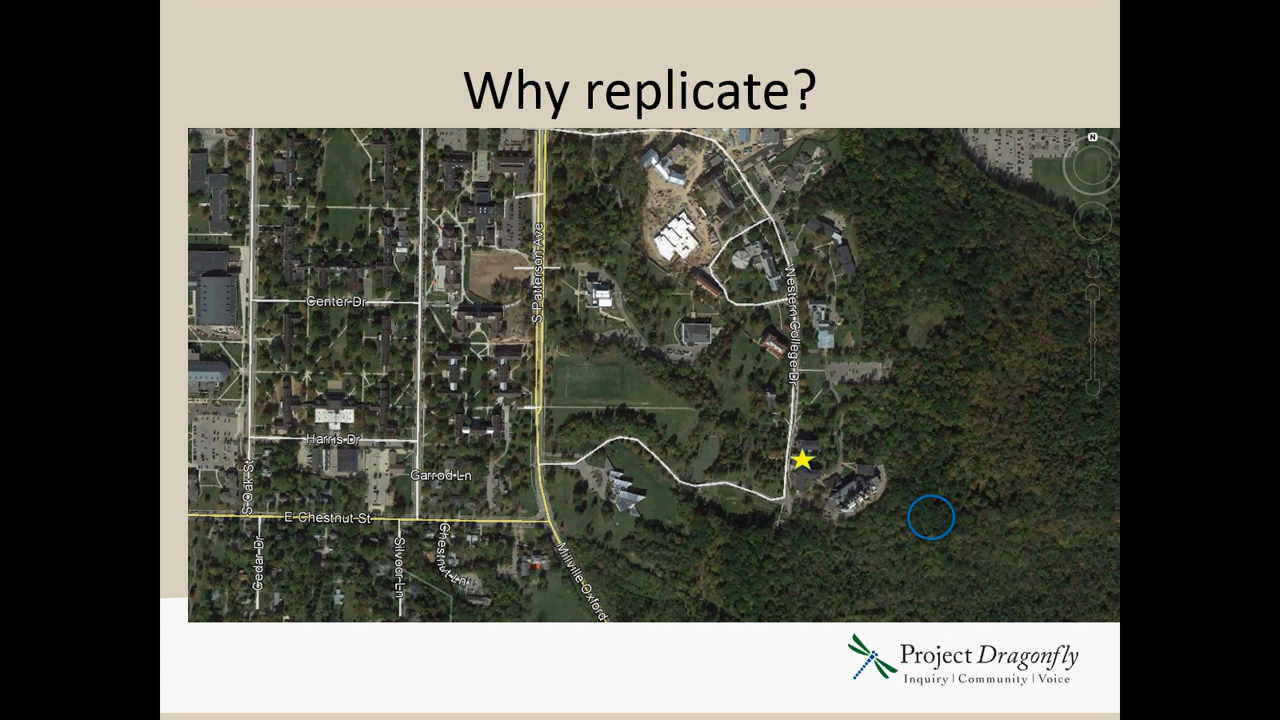 Why replicate?
N
S Patterson Ave
Western College Dr
Center Dr
Harris Dr
Garrod Ln
S Oak St
E Chestnut St
Cedar Dr
Silvoor Ln
Chestnut Ln
Millville Oxford
Project Dragonfly
Inquiry | Community | Voice